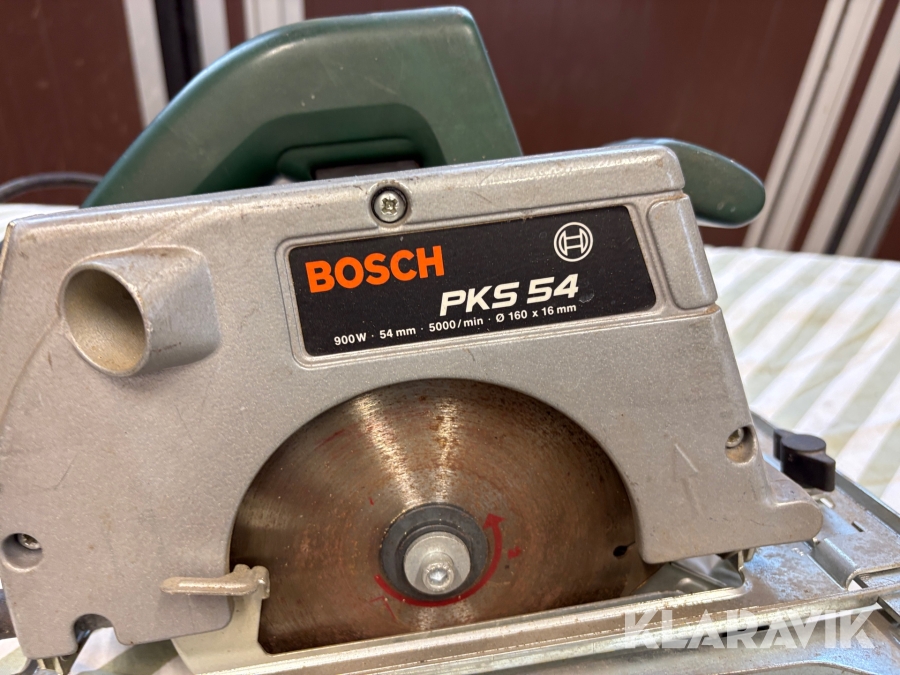 BOSCH
PKS 54
900W · 54 mm · 5000/min · Ø 160 x 16 mm
KLARAVIK